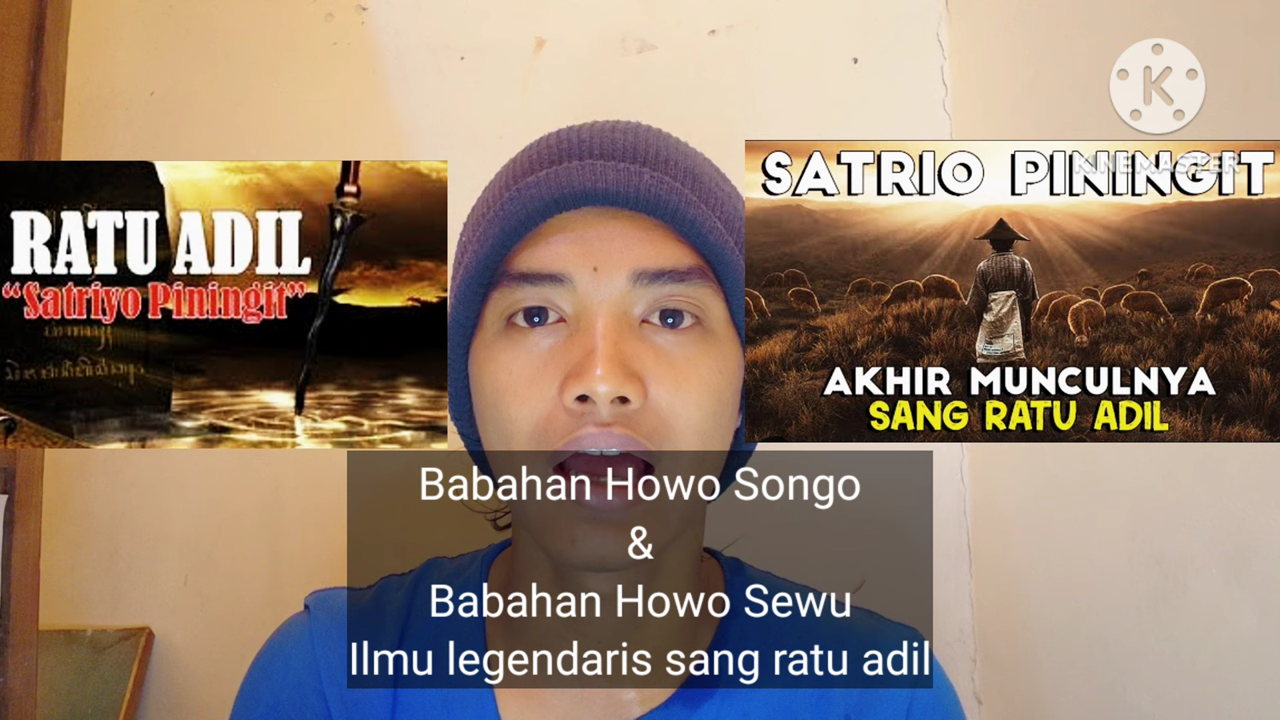 RATU ADIL
“Satriyo Piningit”
K
KINEMASTER
SATRIO PININGIT
AKHIR MUNCULNYA
SANG RATU ADIL
Babahan Howo Songo
&
Babahan Howo Sewu
Ilmu legendaris sang ratu adil